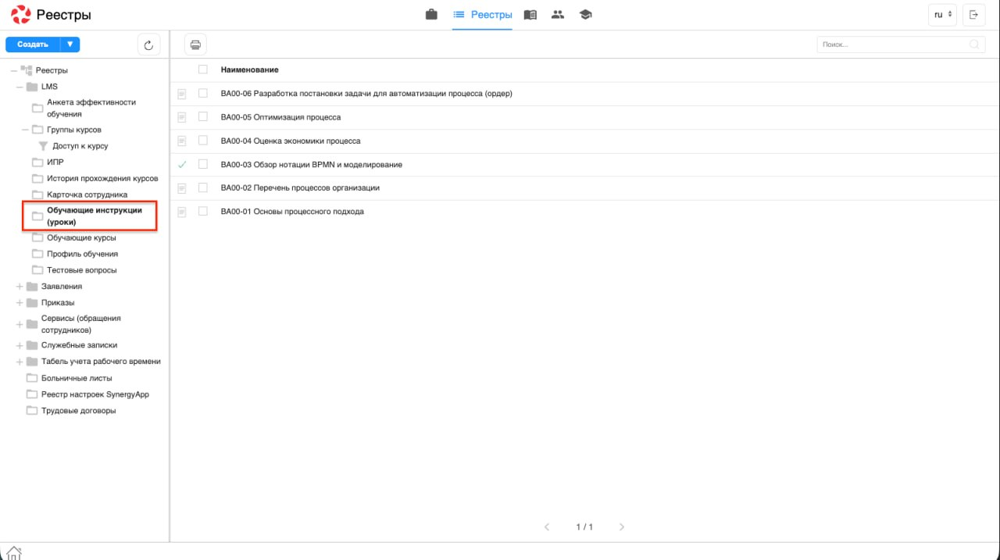 Реестры
Реестры
ru
Создать
Поиск...
Реестры
LMS
Анкета эффективности
обучения
Группы курсов
Доступ к курсу
ИПР
История прохождения курсов
Карточка сотрудника
Обучающие инструкции
(уроки)
Обучающие курсы
Профиль обучения
Тестовые вопросы
Заявления
Приказы
Сервисы (обращения
сотрудников)
Служебные записки
Табель учета рабочего времени
Больничные листы
Реестр настроек SynergyApp
Трудовые договоры
Наименование
BA00-06 Разработка постановки задачи для автоматизации процесса (ордер)
BA00-05 Оптимизация процесса
BA00-04 Оценка экономики процесса
BA00-03 Обзор нотации BPMN и моделирование
BA00-02 Перечень процессов организации
BA00-01 Основы процессного подхода
1 / 1